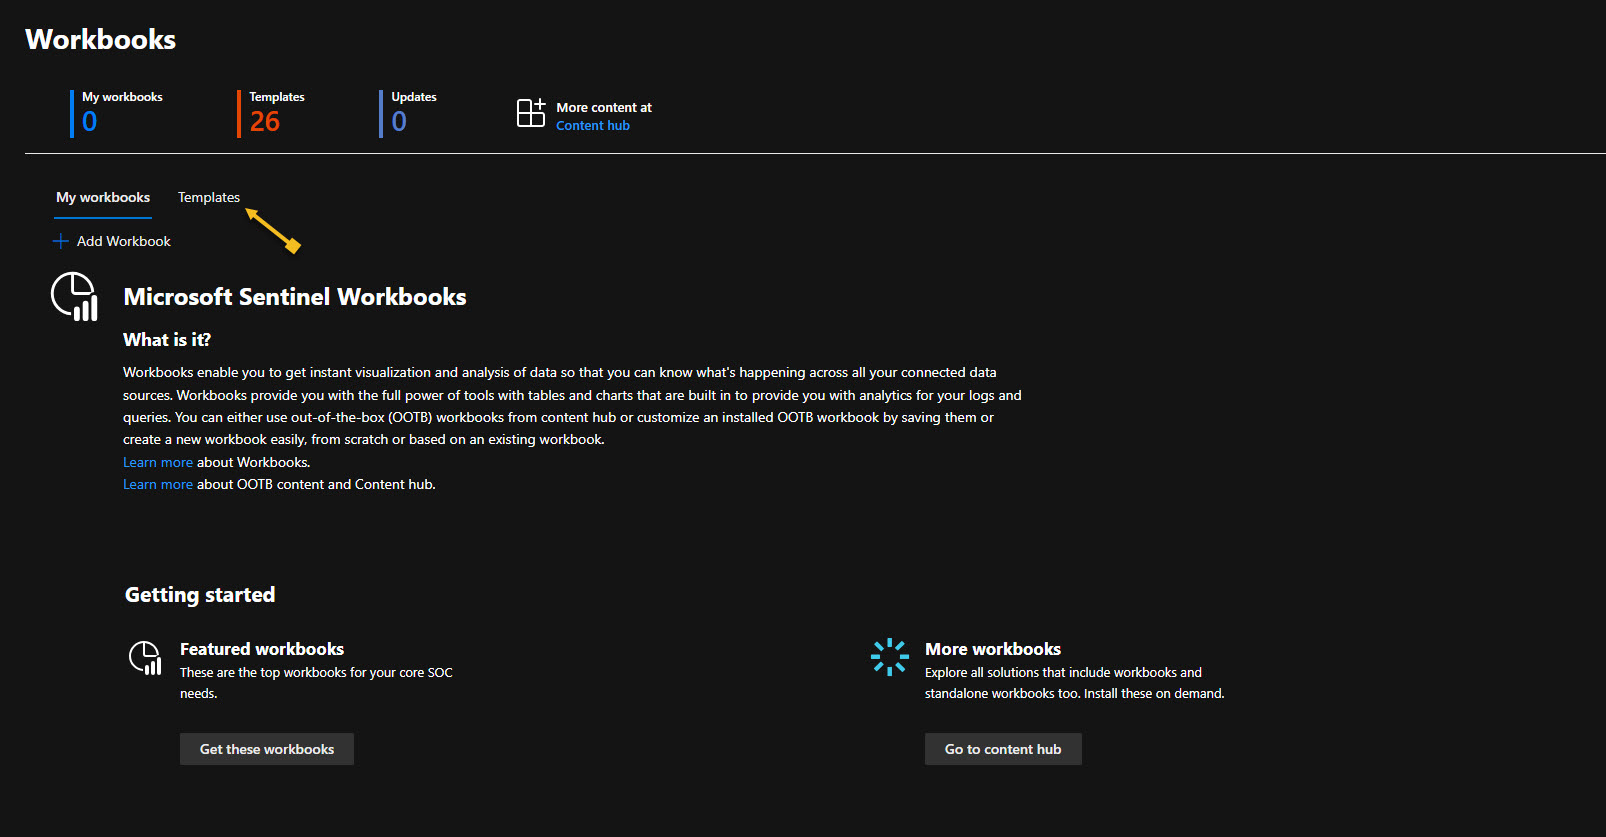 Workbooks
My workbooks
0
Templates
26
Updates
0
More content at
Content hub
My workbooks
Templates
Add Workbook
Microsoft Sentinel Workbooks
What is it?
Workbooks enable you to get instant visualization and analysis of data so that you can know what's happening across all your connected data
sources. Workbooks provide you with the full power of tools with tables and charts that are built in to provide you with analytics for your logs and
queries. You can either use out-of-the-box (OOTB) workbooks from content hub or customize an installed OOTB workbook by saving them or
create a new workbook easily, from scratch or based on an existing workbook.
Learn more about Workbooks.
Learn more about OOTB content and Content hub.
Getting started
Featured workbooks
These are the top workbooks for your core SOC
needs.
Get these workbooks
More workbooks
Explore all solutions that include workbooks and
standalone workbooks too. Install these on demand.
Go to content hub